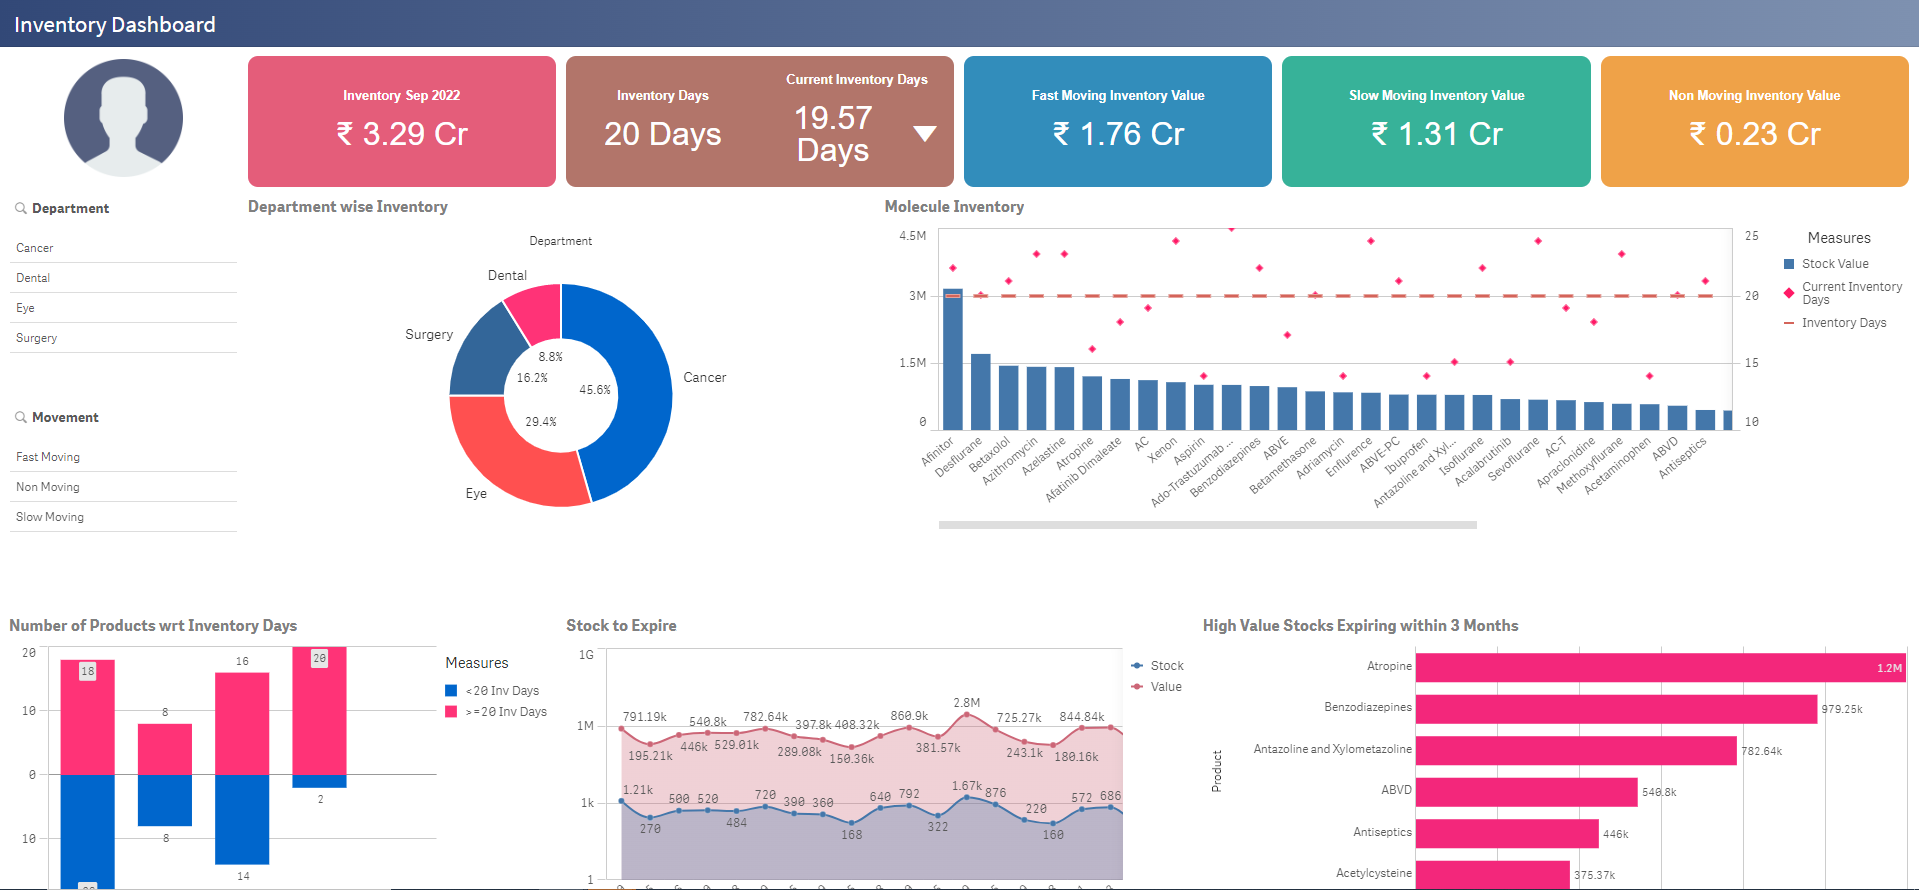 Inventory Dashboard
Inventory Sep 2022
₹ 3.29 Cr
Inventory Days
20 Days
Current Inventory Days
19.57
Days
Fast Moving Inventory Value
₹ 1.76 Cr
Slow Moving Inventory Value
₹ 1.31 Cr
Non Moving Inventory Value
₹ 0.23 Cr
Department
Cancer
Dental
Eye
Surgery
Movement
Fast Moving
Non Moving
Slow Moving
Department wise Inventory
Department
Dental
Surgery
Cancer
Eye
8.8%
16.2%
45.6%
29.4%
Molecule Inventory
4.5M
3M
1.5M
0
25
20
15
10
Afinitor
Desflurane
Betaxolol
Azithromycin
Azelastine
Atropine
Afatinib Dimaleate
AC
Xenon
Aspirin
Ado-Trastuzumab ...
Benzodiazepines
ABVE
Betamethasone
Adriamycin
Enflurence
ABVE-PC
Ibuprofen
Antazoline and Xyl...
Isoflurane
Acalabrutinib
Sevoflurane
AC-T
Apraclonidine
Methoxyflurane
Acetaminophen
ABVD
Antiseptics
Measures
Stock Value
Current Inventory
Days
Inventory Days
Number of Products wrt Inventory Days
20
10
0
10
18
8
16
20
8
14
2
Measures
<20 Inv Days
>=20 Inv Days
Stock to Expire
1G
1M
1k
1
791.19k
195.21k
446k
540.8k
529.01k
782.64k
289.08k
397.8k
150.36k
408.32k
860.9k
381.57k
2.8M
725.27k
243.1k
180.16k
844.84k
1.21k
270
500
520
484
720
390
360
168
640
792
322
1.67k
876
220
160
572
686
Stock
Value
High Value Stocks Expiring within 3 Months
Product
Atropine
1.2M
Benzodiazepines
979.25k
Antazoline and Xylometazoline
782.64k
ABVD
540.8k
Antiseptics
446k
Acetylcysteine
375.37k